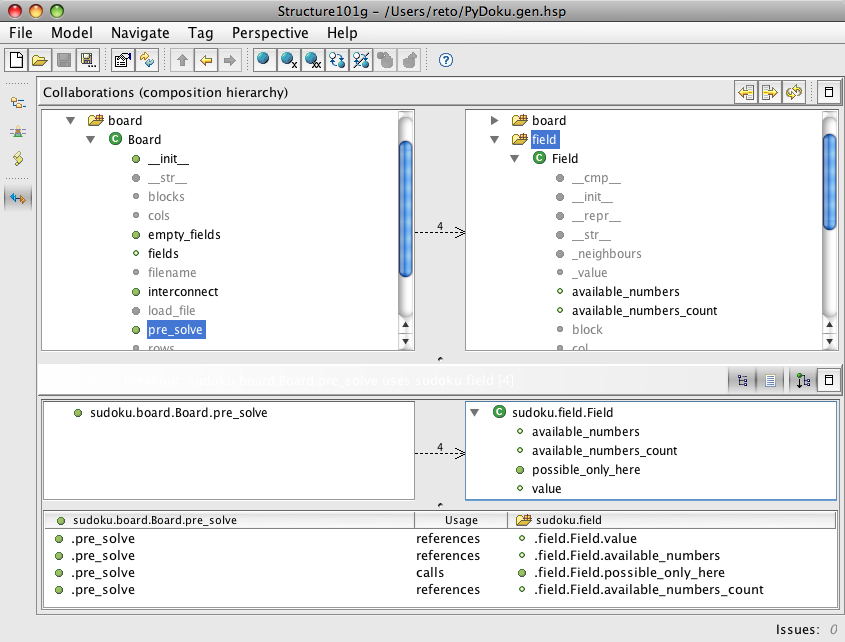 Structure101g – /Users/reto/PyDoku.gen.hsp
File Model Navigate Tag Perspective Help
Collaborations (composition hierarchy)
board
Board
__init__
__str__
blocks
cols
empty_fields
fields
filename
interconnect
load_file
pre_solve
rows
4
board
field
Field
__cmp__
__init__
__repr__
__str__
_neighbours
_value
available_numbers
available_numbers_count
block
col
sudoku.board.Board.pre_solve uses sudoku.field [4]
sudoku.board.Board.pre_solve
4
sudoku.field.Field
available_numbers
available_numbers_count
possible_only_here
value
sudoku.board.Board.pre_solve Usage sudoku.field
.pre_solve references .field.Field.value
.pre_solve references .field.Field.available_numbers
.pre_solve calls .field.Field.possible_only_here
.pre_solve references .field.Field.available_numbers_count
Issues: 0